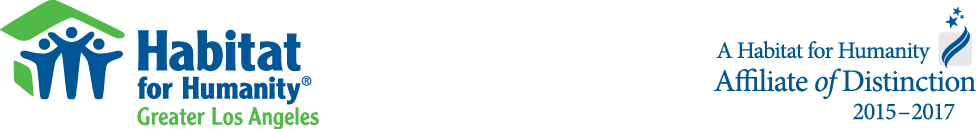 Habitat
for Humanity®
Greater Los Angeles
A Habitat for Humanity
Affiliate of Distinction
2015–2017